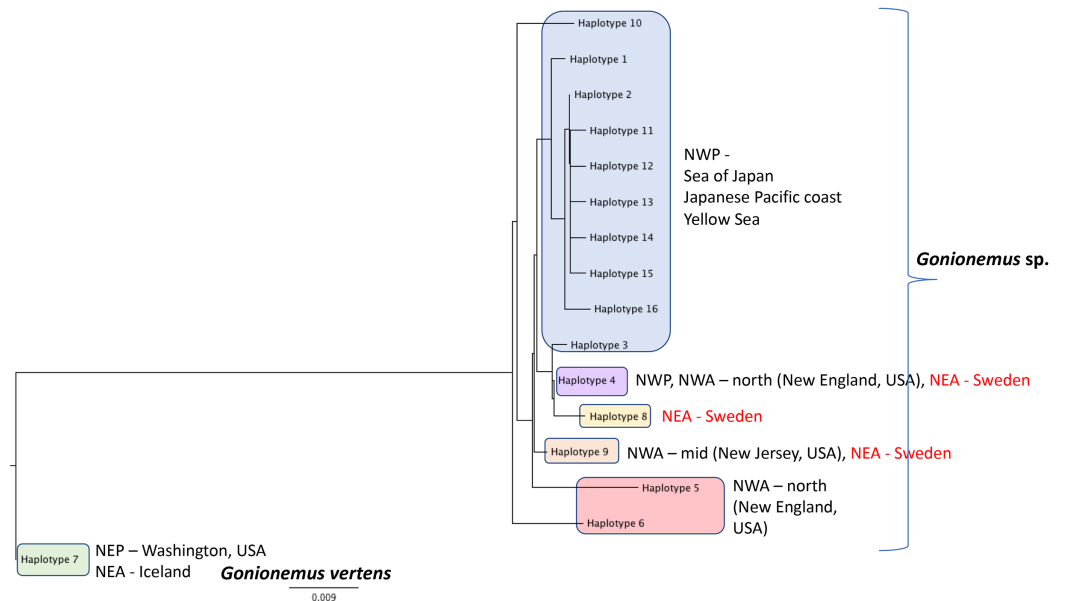 Haplotype 10
Haplotype 1
Haplotype 2
Haplotype 11
Haplotype 12
Haplotype 13
Haplotype 14
Haplotype 15
Haplotype 16
Haplotype 3
NWP -
Sea of Japan
Japanese Pacific coast
Yellow Sea
Gonionemus sp.
Haplotype 4
NWP, NWA – north (New England, USA), NEA - Sweden
Haplotype 8
NEA - Sweden
Haplotype 9
NWA – mid (New Jersey, USA), NEA - Sweden
Haplotype 5
Haplotype 6
NWA – north
(New England,
USA)
Haplotype 7
NEP – Washington, USA
NEA - Iceland
Gonionemus vertens
0.009